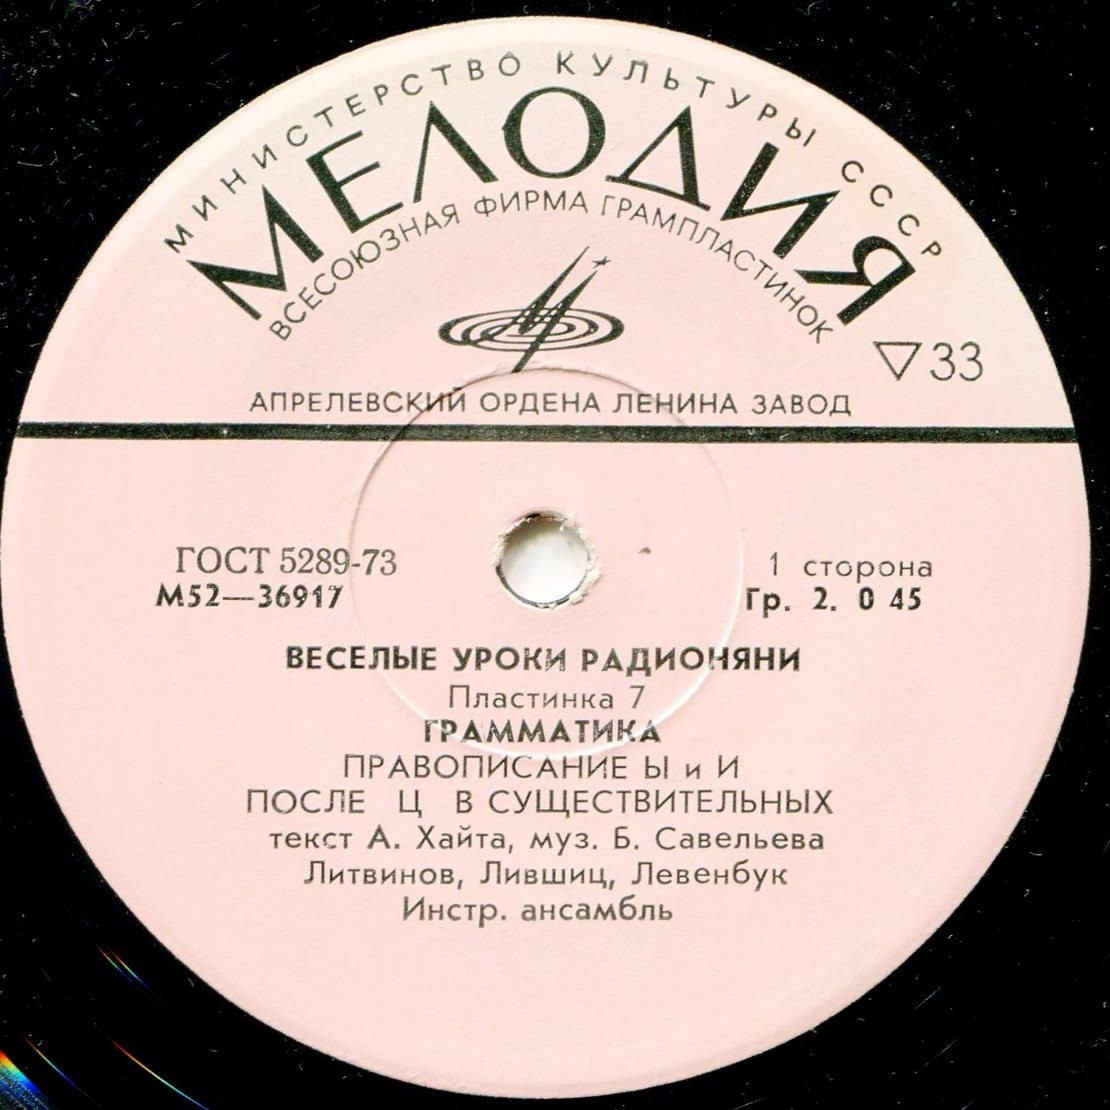 МИНИСТЕРСТВО КУЛЬТУРЫ СССР
МЕЛОДИЯ
ВСЕСОЮЗНАЯ ФИРМА ГРАМПЛАСТИНОК
▽33
АПРЕЛЕВСКИЙ ОРДЕНА ЛЕНИНА ЗАВОД
ГОСТ 5289-73
М52—36917
1 сторона
Гр. 2. 0 45
ВЕСЕЛЫЕ УРОКИ РАДИОНЯНИ
Пластинка 7
ГРАММАТИКА
ПРАВОПИСАНИЕ Ы и И
ПОСЛЕ Ц В СУЩЕСТВИТЕЛЬНЫХ
текст А. Хайта, муз. Б. Савельева
Литвинов, Лившиц, Левенбук
Инстр. ансамбль